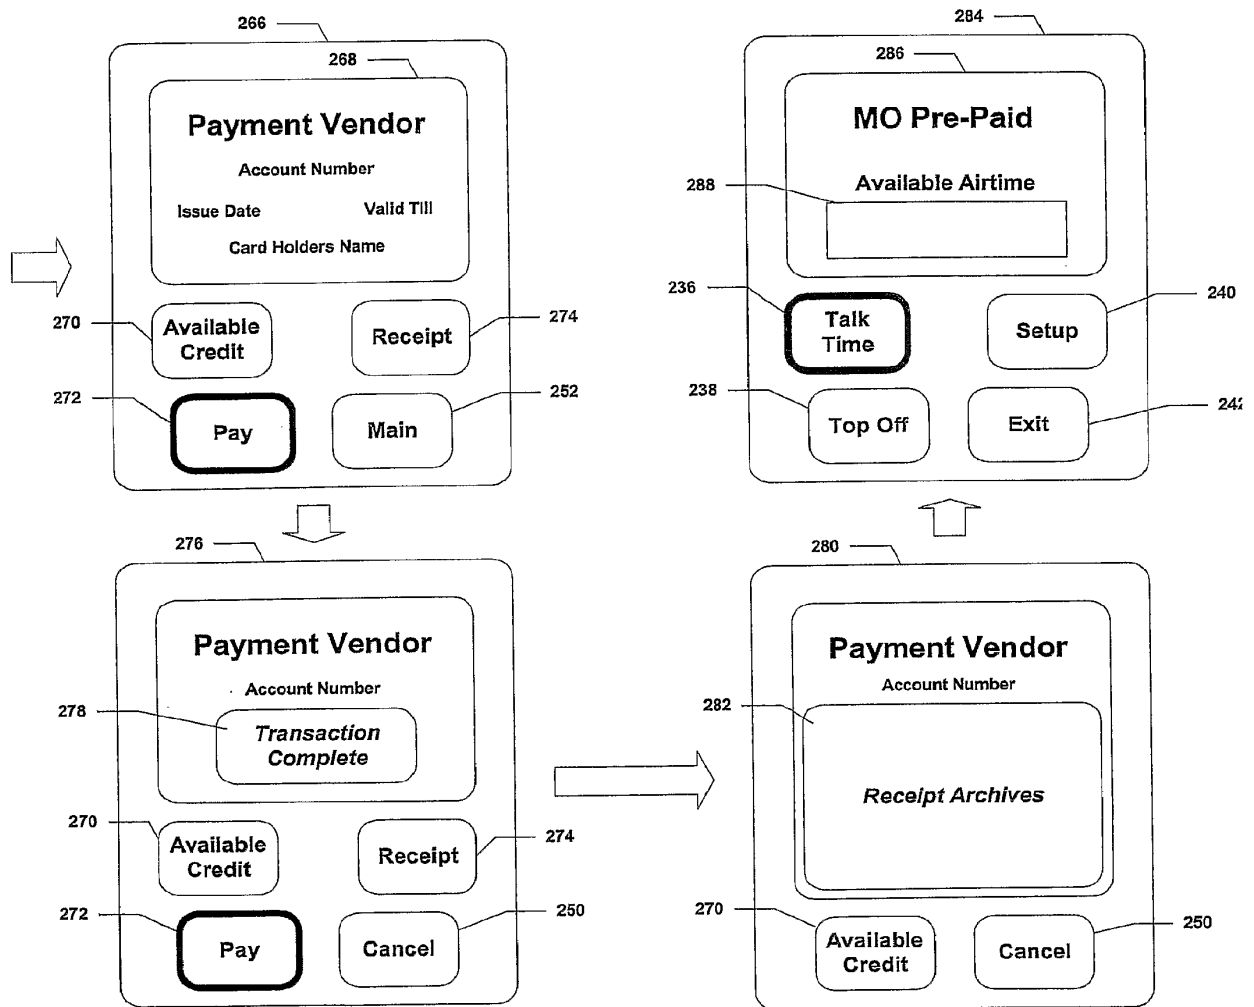 266
268
Payment Vendor
Account Number
Issue Date Valid Till
Card Holders Name
270
Available
Credit
Receipt
274
272
Pay
Main
252
284
286
MO Pre-Paid
Available Airtime
288
236
Talk
Time
Setup
240
238
Top Off
Exit
242
276
Payment Vendor
Account Number
278
Transaction
Complete
270
Available
Credit
Receipt
274
272
Pay
Cancel
250
280
Payment Vendor
Account Number
282
Receipt Archives
270
Available
Credit
Cancel
250